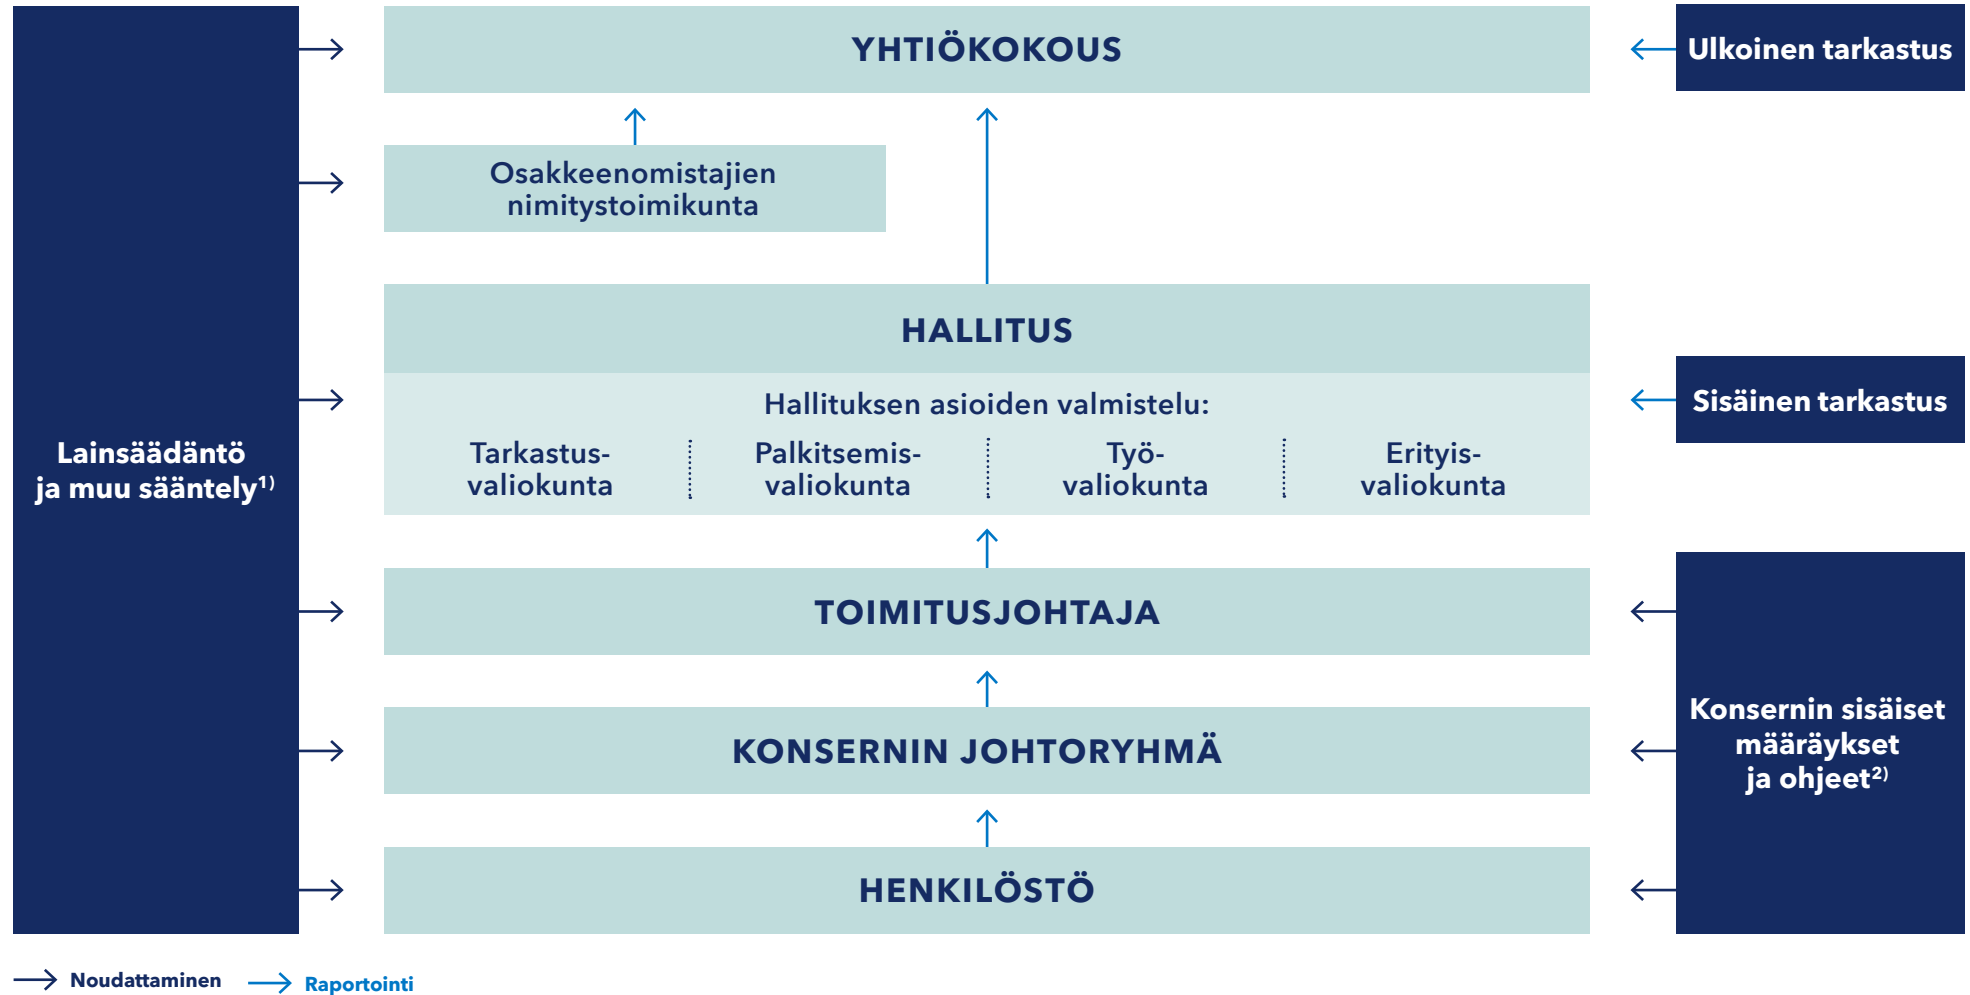 YHTIÖKOKOUS
Ulkoinen tarkastus
Osakkeenomistajien
nimitystoimikunta
HALLITUS
Hallituksen asioiden valmistelu:
Tarkastus-
valiokunta
Palkitsemis-
valiokunta
Työ-
valiokunta
Erityis-
valiokunta
Sisäinen tarkastus
Lainsäädäntö
ja muu sääntely¹⁾
TOIMITUSJOHTAJA
KONSERNIN JOHTORYHMÄ
Konsernin sisäiset
määräykset
ja ohjeet²⁾
HENKILÖSTÖ
Noudattaminen
Raportointi